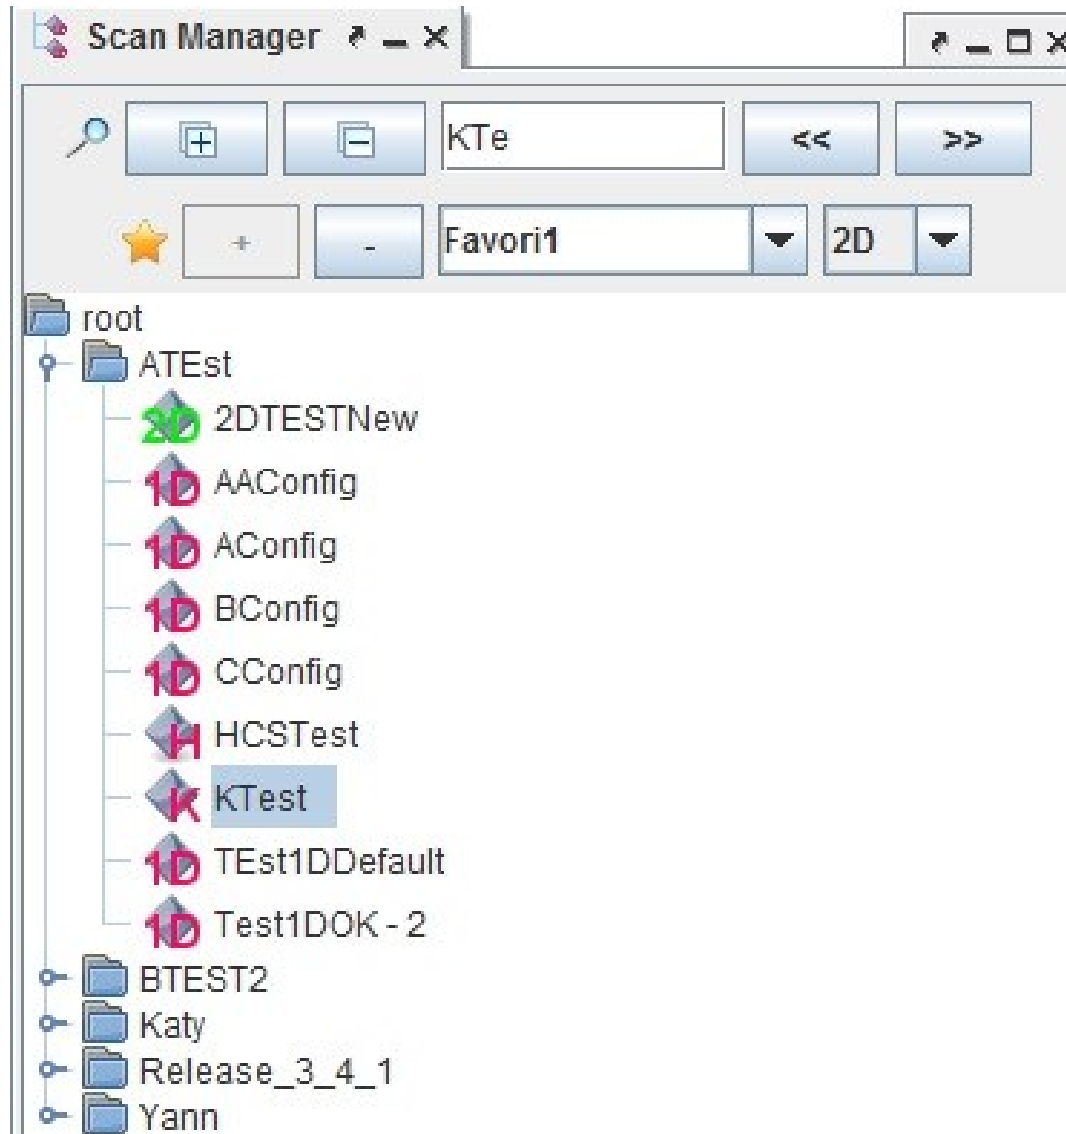 Scan Manager
KTe << >>
+ - Favori1 2D
root
ATEst
2D 2DTESTNew
1D AAConfig
1D AConfig
1D BConfig
1D CConfig
H HCSTest
K KTest
1D TEst1DDefault
1D Test1DOK - 2
BTEST2
Katy
Release_3_4_1
Yann